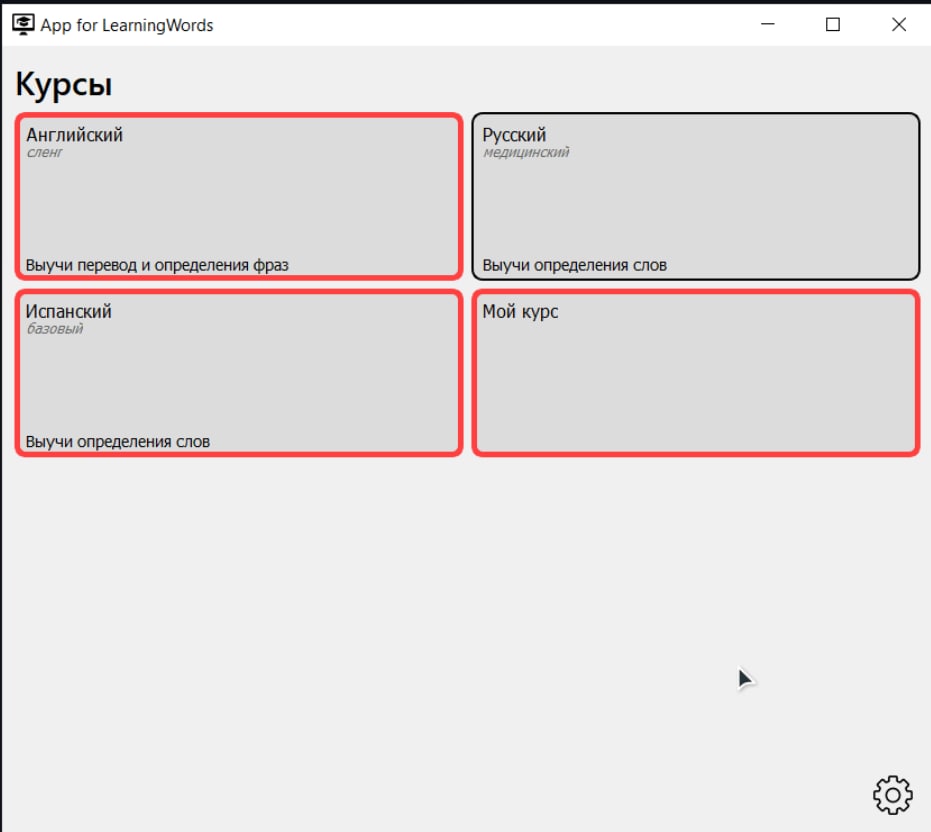 App for LearningWords
Курсы
Английский
сленг
Выучи перевод и определения фраз
Русский
медицинский
Выучи определения слов
Испанский
базовый
Выучи определения слов
Мой курс